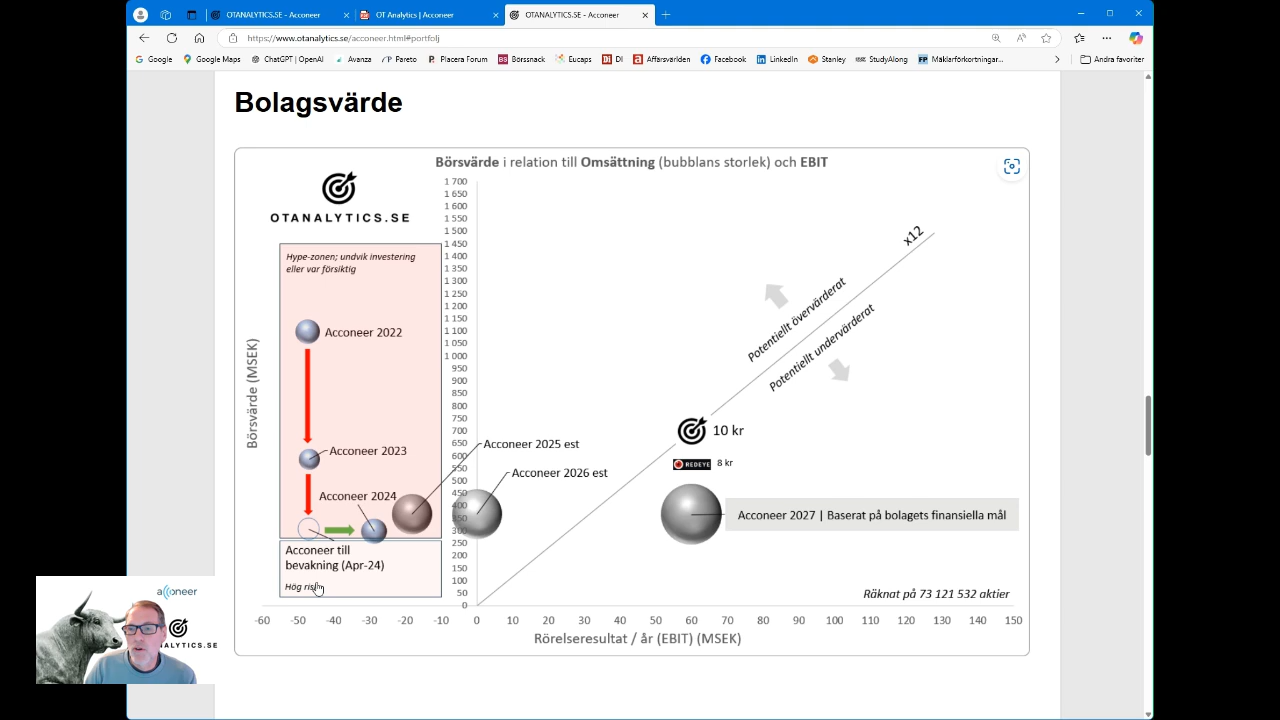 OTANALYTICS.SE - Acconeer
OT Analytics | Acconeer
OTANALYTICS.SE - Acconeer
https://www.otanalytics.se/acconeer.html#portfolj
Google
Google Maps
ChatGPT | OpenAI
Avanza
Pareto
Placera Forum
Börssnack
Eucaps
DI
Affärsvärlden
Facebook
LinkedIn
Stanley
StudyAlong
Mäklarförkortningar...
Andra favoriter
Bolagsvärde
Börsvärde i relation till Omsättning (bubblans storlek) och EBIT
OTANALYTICS.SE
Hype-zonen; undvik investering
eller var försiktig
Acconeer 2022
Acconeer 2023
Acconeer 2024
Acconeer till
bevakning (Apr-24)
Hög risk
Börsvärde (MSEK)
1 700
1 650
1 600
1 550
1 500
1 450
1 400
1 350
1 300
1 250
1 200
1 150
1 100
1 050
1 000
950
900
850
800
750
700
650
600
550
500
450
400
350
300
250
200
150
100
50
0
Acconeer 2025 est
Acconeer 2026 est
x12
Potentiellt övervärderat
Potentiellt undervärderat
10 kr
REDEYE 8 kr
Acconeer 2027 | Baserat på bolagets finansiella mål
Räknat på 73 121 532 aktier
-60 -50 -40 -30 -20 -10 0 10 20 30 40 50 60 70 80 90 100 110 120 130 140 150
Rörelseresultat / år (EBIT) (MSEK)
acconeer